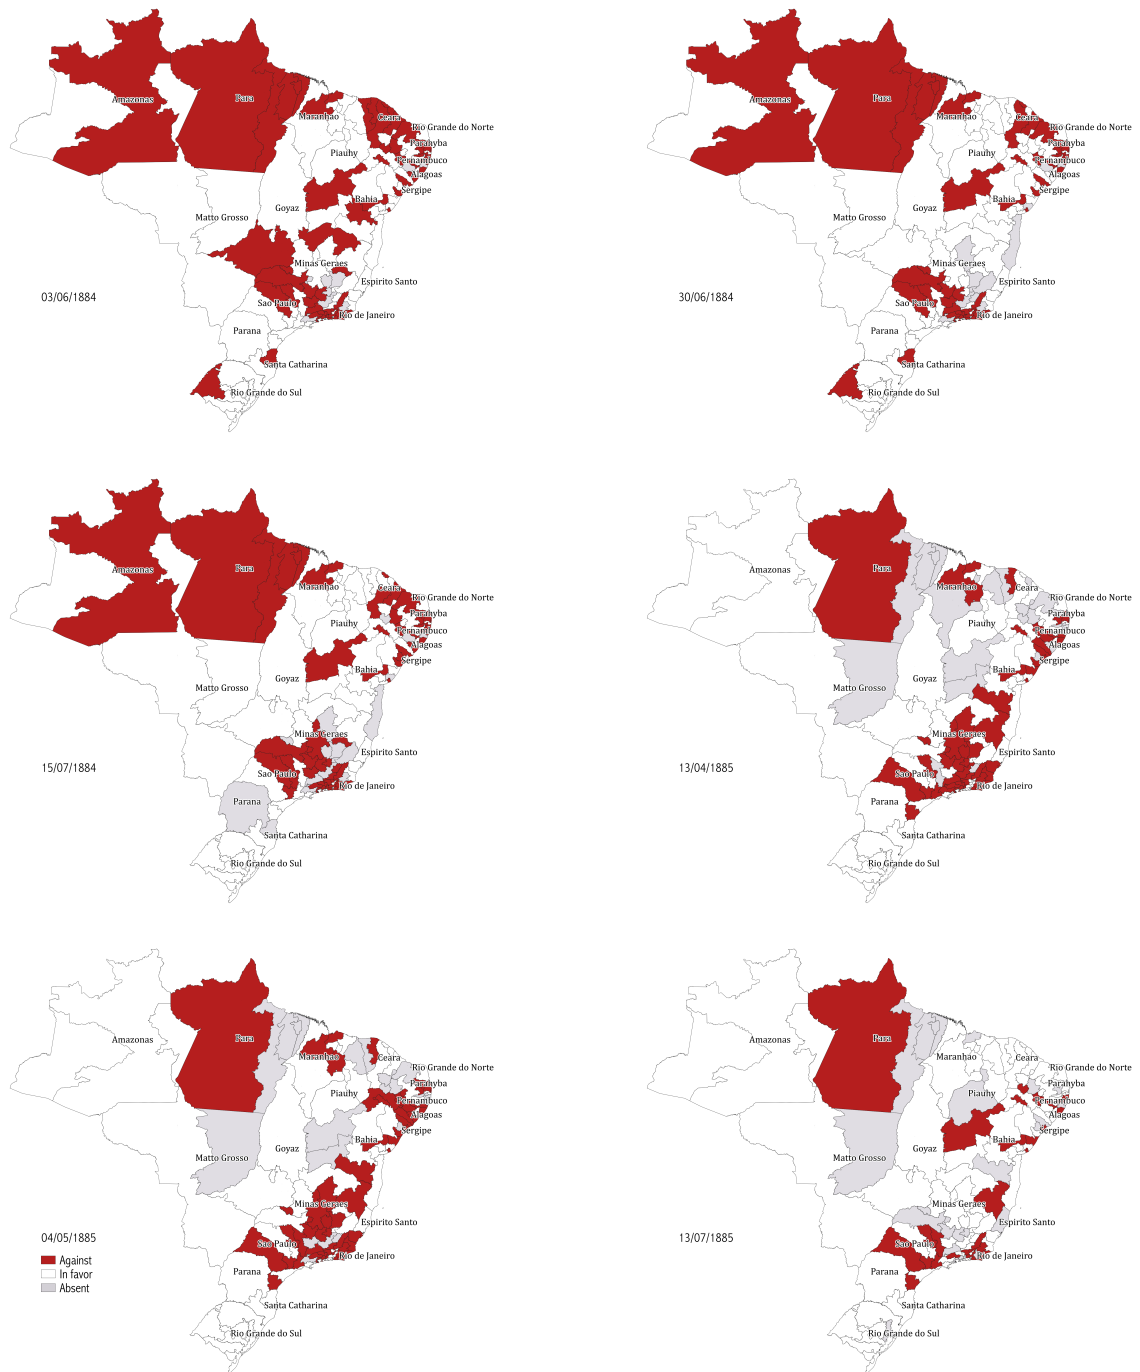 Amazonas
Para
Maranhao
Ceara
Rio Grande do Norte
Parahyba
Piauhy
Pernambuco
Alagoas
Sergipe
Bahia
Goyaz
Matto Grosso
Minas Geraes
Espirito Santo
Sao Paulo
Rio de Janeiro
Parana
Santa Catharina
Rio Grande do Sul
03/06/1884
Amazonas
Para
Maranhao
Ceara
Rio Grande do Norte
Parahyba
Piauhy
Pernambuco
Alagoas
Sergipe
Bahia
Goyaz
Matto Grosso
Minas Geraes
Espirito Santo
Sao Paulo
Rio de Janeiro
Parana
Santa Catharina
Rio Grande do Sul
30/06/1884
Amazonas
Para
Maranhao
Ceara
Rio Grande do Norte
Parahyba
Piauhy
Pernambuco
Alagoas
Sergipe
Bahia
Goyaz
Matto Grosso
Minas Geraes
Espirito Santo
Sao Paulo
Rio de Janeiro
Parana
Santa Catharina
Rio Grande do Sul
15/07/1884
Amazonas
Para
Maranhao
Ceara
Rio Grande do Norte
Parahyba
Piauhy
Pernambuco
Alagoas
Sergipe
Bahia
Goyaz
Matto Grosso
Minas Geraes
Espirito Santo
Sao Paulo
Rio de Janeiro
Parana
Santa Catharina
Rio Grande do Sul
13/04/1885
Amazonas
Para
Maranhao
Ceara
Rio Grande do Norte
Parahyba
Piauhy
Pernambuco
Alagoas
Sergipe
Bahia
Goyaz
Matto Grosso
Minas Geraes
Espirito Santo
Sao Paulo
Rio de Janeiro
Parana
Santa Catharina
Rio Grande do Sul
04/05/1885
Against
In favor
Absent
Amazonas
Para
Maranhao
Ceara
Rio Grande do Norte
Parahyba
Piauhy
Pernambuco
Alagoas
Sergipe
Bahia
Goyaz
Matto Grosso
Minas Geraes
Espirito Santo
Sao Paulo
Rio de Janeiro
Parana
Santa Catharina
Rio Grande do Sul
13/07/1885